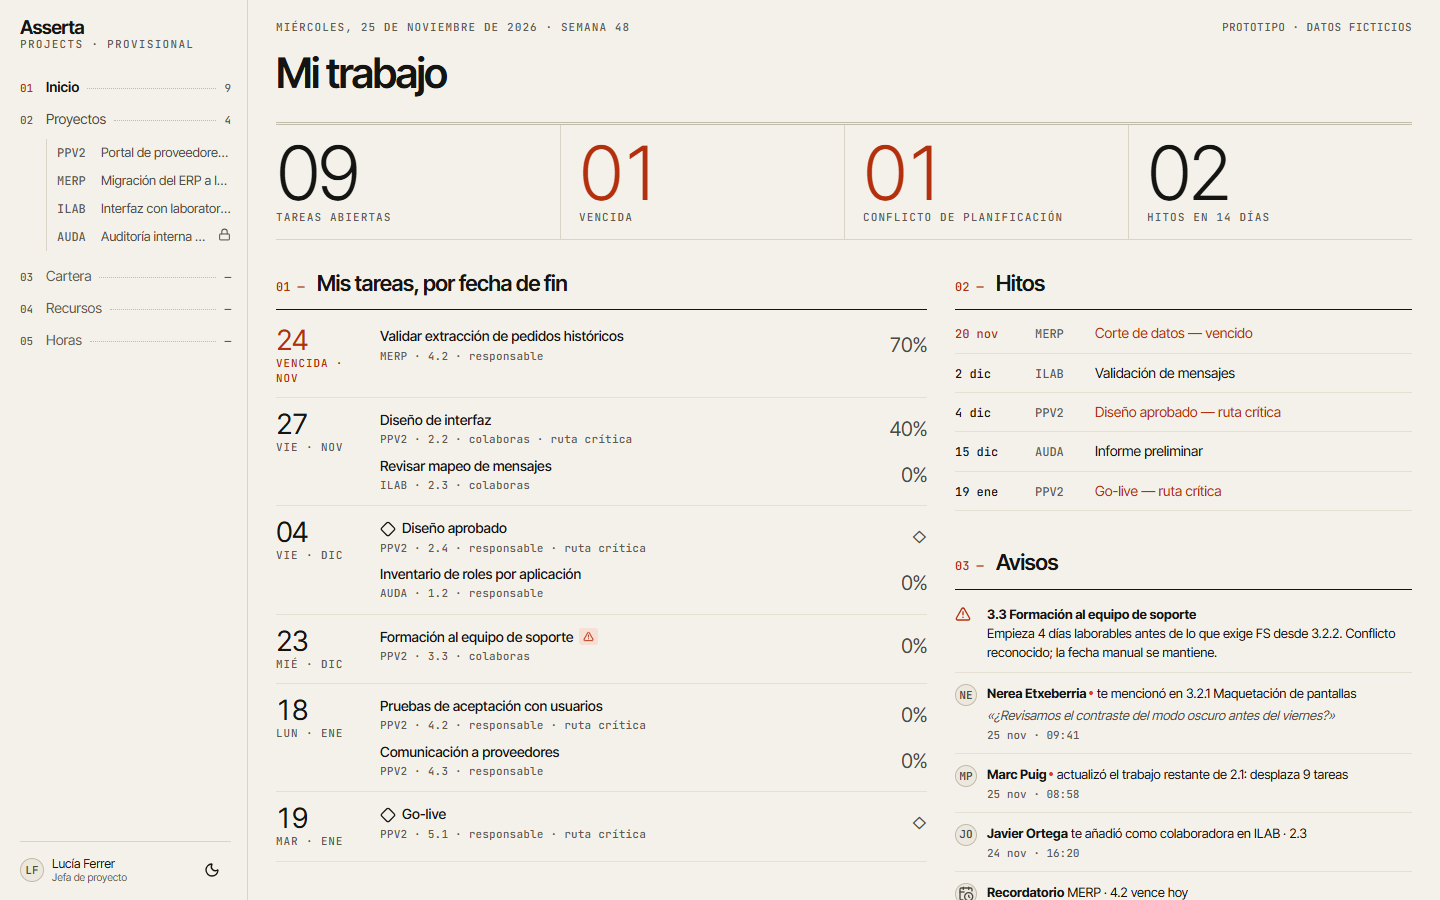 Asserta
PROJECTS · PROVISIONAL
01 Inicio 9
02 Proyectos 4
PPV2 Portal de proveedore...
MERP Migración del ERP a l...
ILAB Interfaz con laborator...
AUDA Auditoría interna ...
03 Cartera –
04 Recursos –
05 Horas –
LF Lucía Ferrer
Jefa de proyecto
MIÉRCOLES, 25 DE NOVIEMBRE DE 2026 · SEMANA 48
PROTOTIPO · DATOS FICTICIOS
Mi trabajo
09
TAREAS ABIERTAS
01
VENCIDA
01
CONFLICTO DE PLANIFICACIÓN
02
HITOS EN 14 DÍAS
01 — Mis tareas, por fecha de fin
24
VENCIDA ·
NOV
Validar extracción de pedidos históricos
MERP · 4.2 · responsable
70%
27
VIE · NOV
Diseño de interfaz
PPV2 · 2.2 · colaboras · ruta crítica
40%
Revisar mapeo de mensajes
ILAB · 2.3 · colaboras
0%
04
VIE · DIC
Diseño aprobado
PPV2 · 2.4 · responsable · ruta crítica
Inventario de roles por aplicación
AUDA · 1.2 · responsable
0%
23
MIÉ · DIC
Formación al equipo de soporte
PPV2 · 3.3 · colaboras
0%
18
LUN · ENE
Pruebas de aceptación con usuarios
PPV2 · 4.2 · responsable · ruta crítica
0%
Comunicación a proveedores
PPV2 · 4.3 · responsable
0%
19
MAR · ENE
Go-live
PPV2 · 5.1 · responsable · ruta crítica
02 — Hitos
20 nov MERP Corte de datos — vencido
2 dic ILAB Validación de mensajes
4 dic PPV2 Diseño aprobado — ruta crítica
15 dic AUDA Informe preliminar
19 ene PPV2 Go-live — ruta crítica
03 — Avisos
3.3 Formación al equipo de soporte
Empieza 4 días laborables antes de lo que exige FS desde 3.2.2. Conflicto
reconocido; la fecha manual se mantiene.
NE Nerea Etxeberria • te mencionó en 3.2.1 Maquetación de pantallas
«¿Revisamos el contraste del modo oscuro antes del viernes?»
25 nov · 09:41
MP Marc Puig • actualizó el trabajo restante de 2.1: desplaza 9 tareas
25 nov · 08:58
JO Javier Ortega te añadió como colaboradora en ILAB · 2.3
24 nov · 16:20
Recordatorio MERP · 4.2 vence hoy